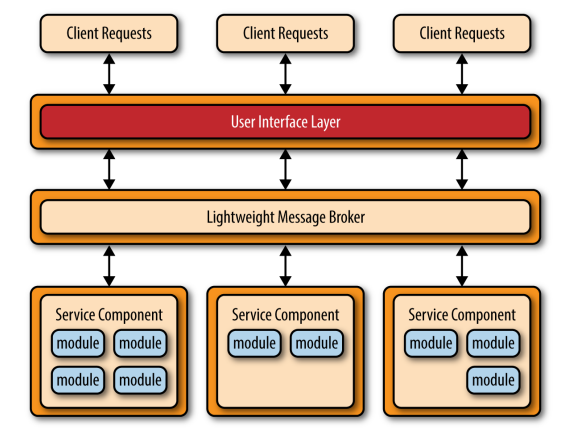 Client Requests
Client Requests
Client Requests
User Interface Layer
Lightweight Message Broker
Service Component
module module
module module
Service Component
module module
Service Component
module module
module